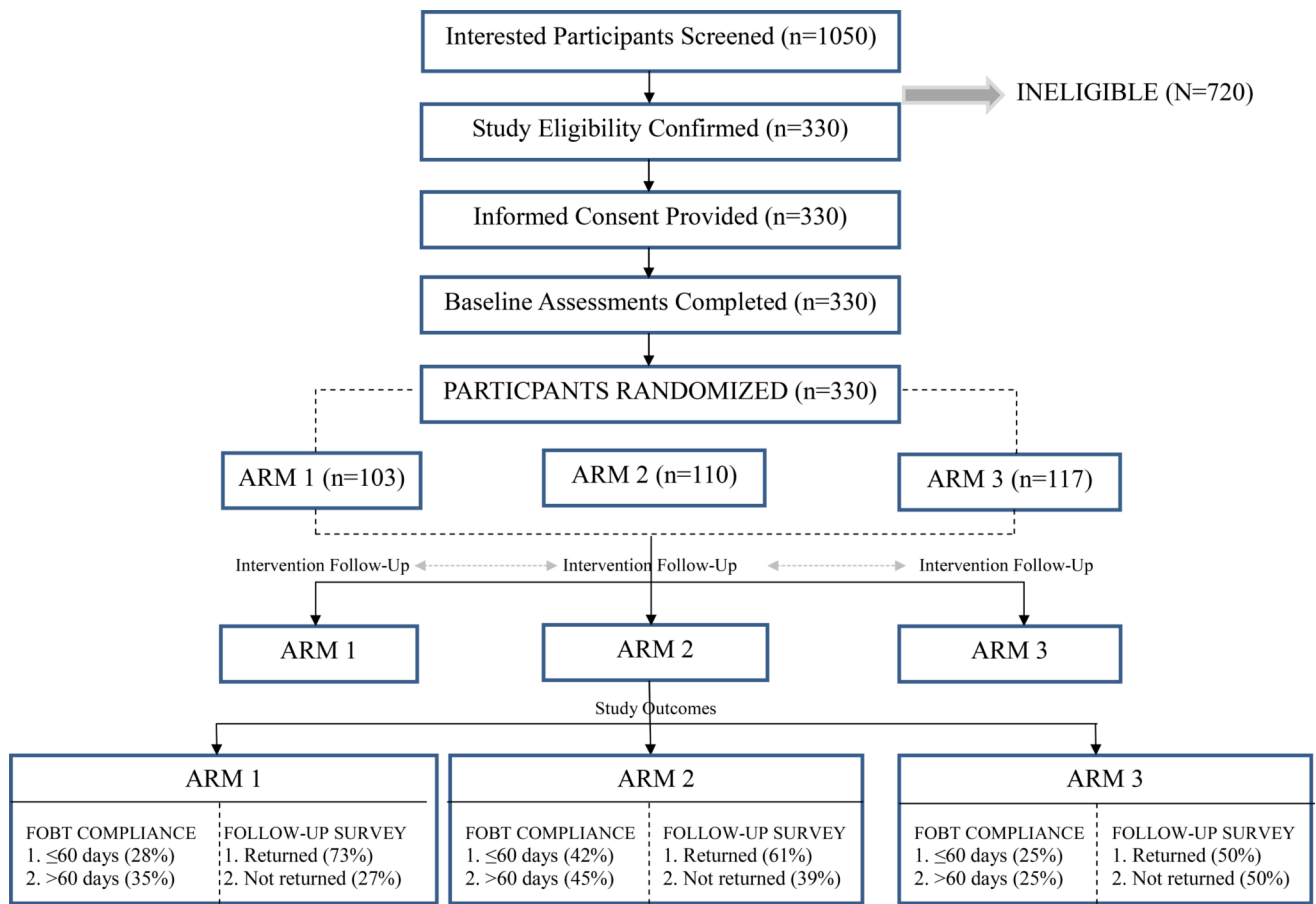 Interested Participants Screened (n=1050)
INELIGIBLE (N=720)
Study Eligibility Confirmed (n=330)
Informed Consent Provided (n=330)
Baseline Assessments Completed (n=330)
PARTICPANTS RANDOMIZED (n=330)
ARM 1 (n=103)
ARM 2 (n=110)
ARM 3 (n=117)
Intervention Follow-Up
Intervention Follow-Up
Intervention Follow-Up
ARM 1
ARM 2
ARM 3
Study Outcomes
ARM 1
FOBT COMPLIANCE
1. ≤60 days (28%)
2. >60 days (35%)
FOLLOW-UP SURVEY
1. Returned (73%)
2. Not returned (27%)
ARM 2
FOBT COMPLIANCE
1. ≤60 days (42%)
2. >60 days (45%)
FOLLOW-UP SURVEY
1. Returned (61%)
2. Not returned (39%)
ARM 3
FOBT COMPLIANCE
1. ≤60 days (25%)
2. >60 days (25%)
FOLLOW-UP SURVEY
1. Returned (50%)
2. Not returned (50%)